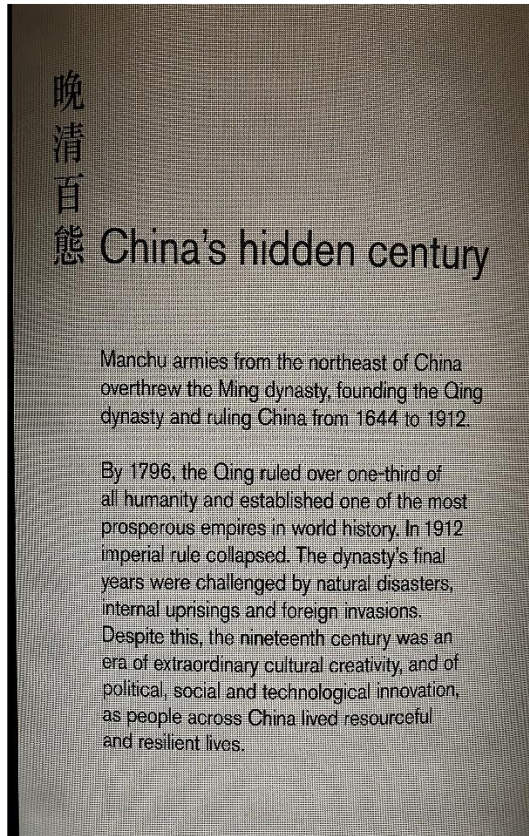 晚清百態
China's hidden century
Manchu armies from the northeast of China
overthrew the Ming dynasty, founding the Qing
dynasty and ruling China from 1644 to 1912.
By 1796, the Qing ruled over one-third of
all humanity and established one of the most
prosperous empires in world history. In 1912
imperial rule collapsed. The dynasty's final
years were challenged by natural disasters,
internal uprisings and foreign invasions.
Despite this, the nineteenth century was an
era of extraordinary cultural creativity, and of
political, social and technological innovation,
as people across China lived resourceful
and resilient lives.